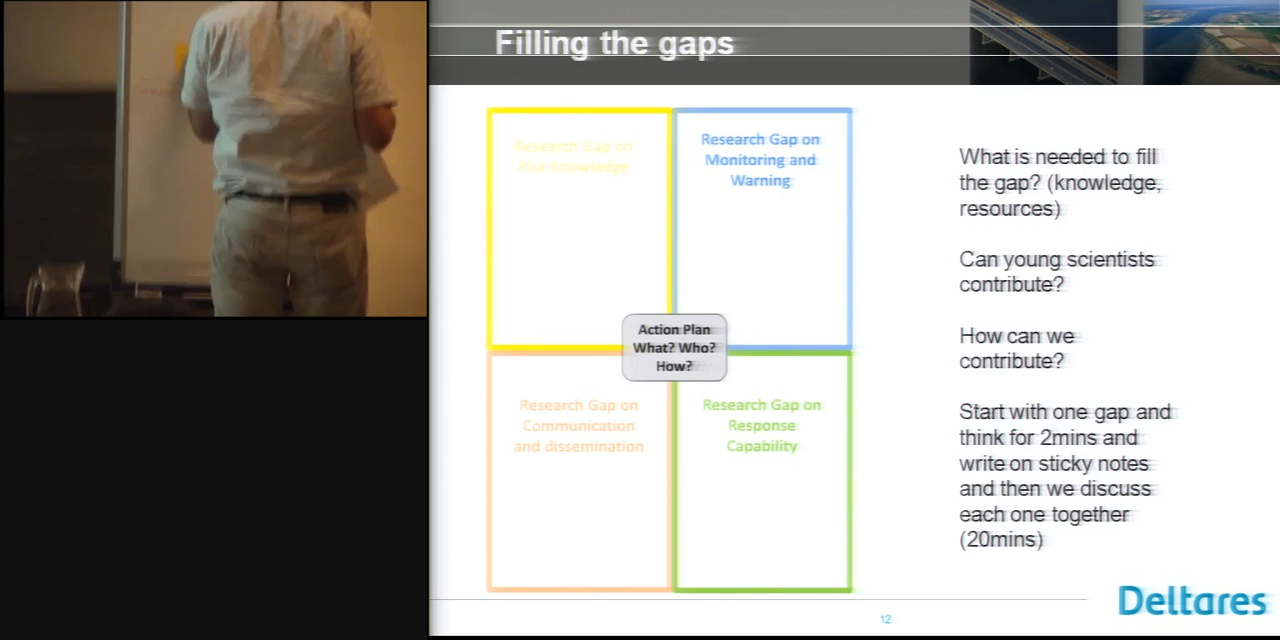 Filling the gaps
Research Gap on
Risk Knowledge
Research Gap on
Monitoring and
Warning
Action Plan
What? Who?
How?
Research Gap on
Communication
and dissemination
Research Gap on
Response
Capability
What is needed to fill
the gap? (knowledge,
resources)
Can young scientists
contribute?
How can we
contribute?
Start with one gap and
think for 2mins and
write on sticky notes
and then we discuss
each one together
(20mins)
12
Deltares